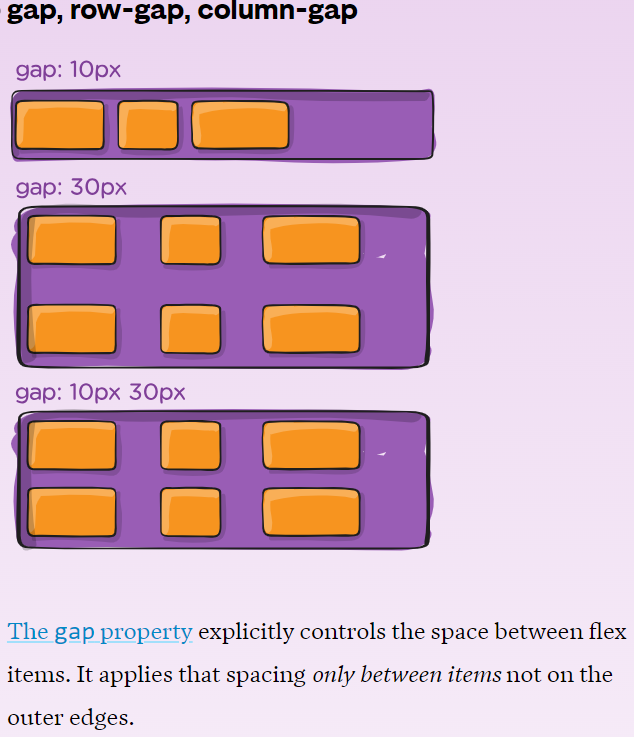 gap, row-gap, column-gap
gap: 10px
gap: 30px
gap: 10px 30px
The gap property explicitly controls the space between flex
items. It applies that spacing only between items not on the
outer edges.